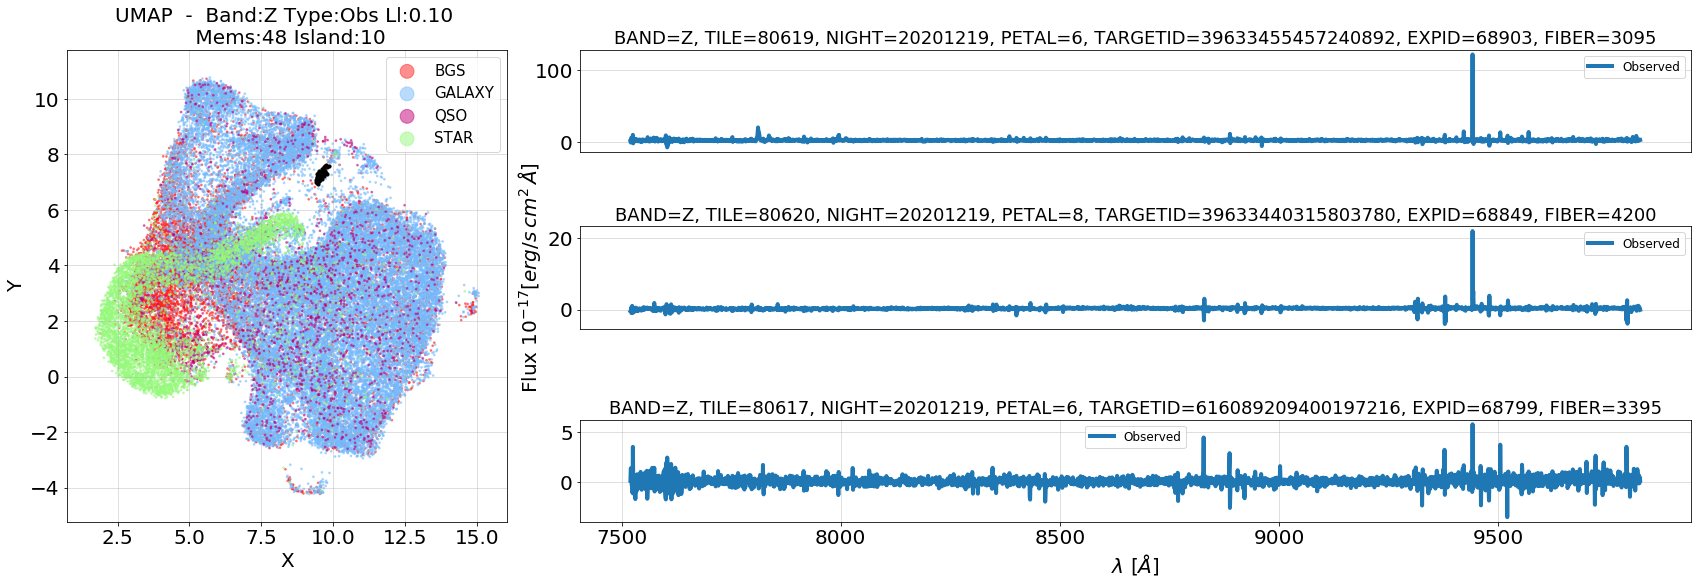 UMAP - Band:Z Type:Obs Ll:0.10
Mems:48 Island:10
BGS
GALAXY
QSO
STAR
10
8
6
4
2
0
−2
−4
Y
2.5 5.0 7.5 10.0 12.5 15.0
X
BAND=Z, TILE=80619, NIGHT=20201219, PETAL=6, TARGETID=39633455457240892, EXPID=68903, FIBER=3095
Observed
100
0
BAND=Z, TILE=80620, NIGHT=20201219, PETAL=8, TARGETID=39633440315803780, EXPID=68849, FIBER=4200
Observed
20
0
Flux 10^{-17}[erg/s cm^2 Å]
BAND=Z, TILE=80617, NIGHT=20201219, PETAL=6, TARGETID=616089209400197216, EXPID=68799, FIBER=3395
Observed
5
0
7500 8000 8500 9000 9500
λ [Å]